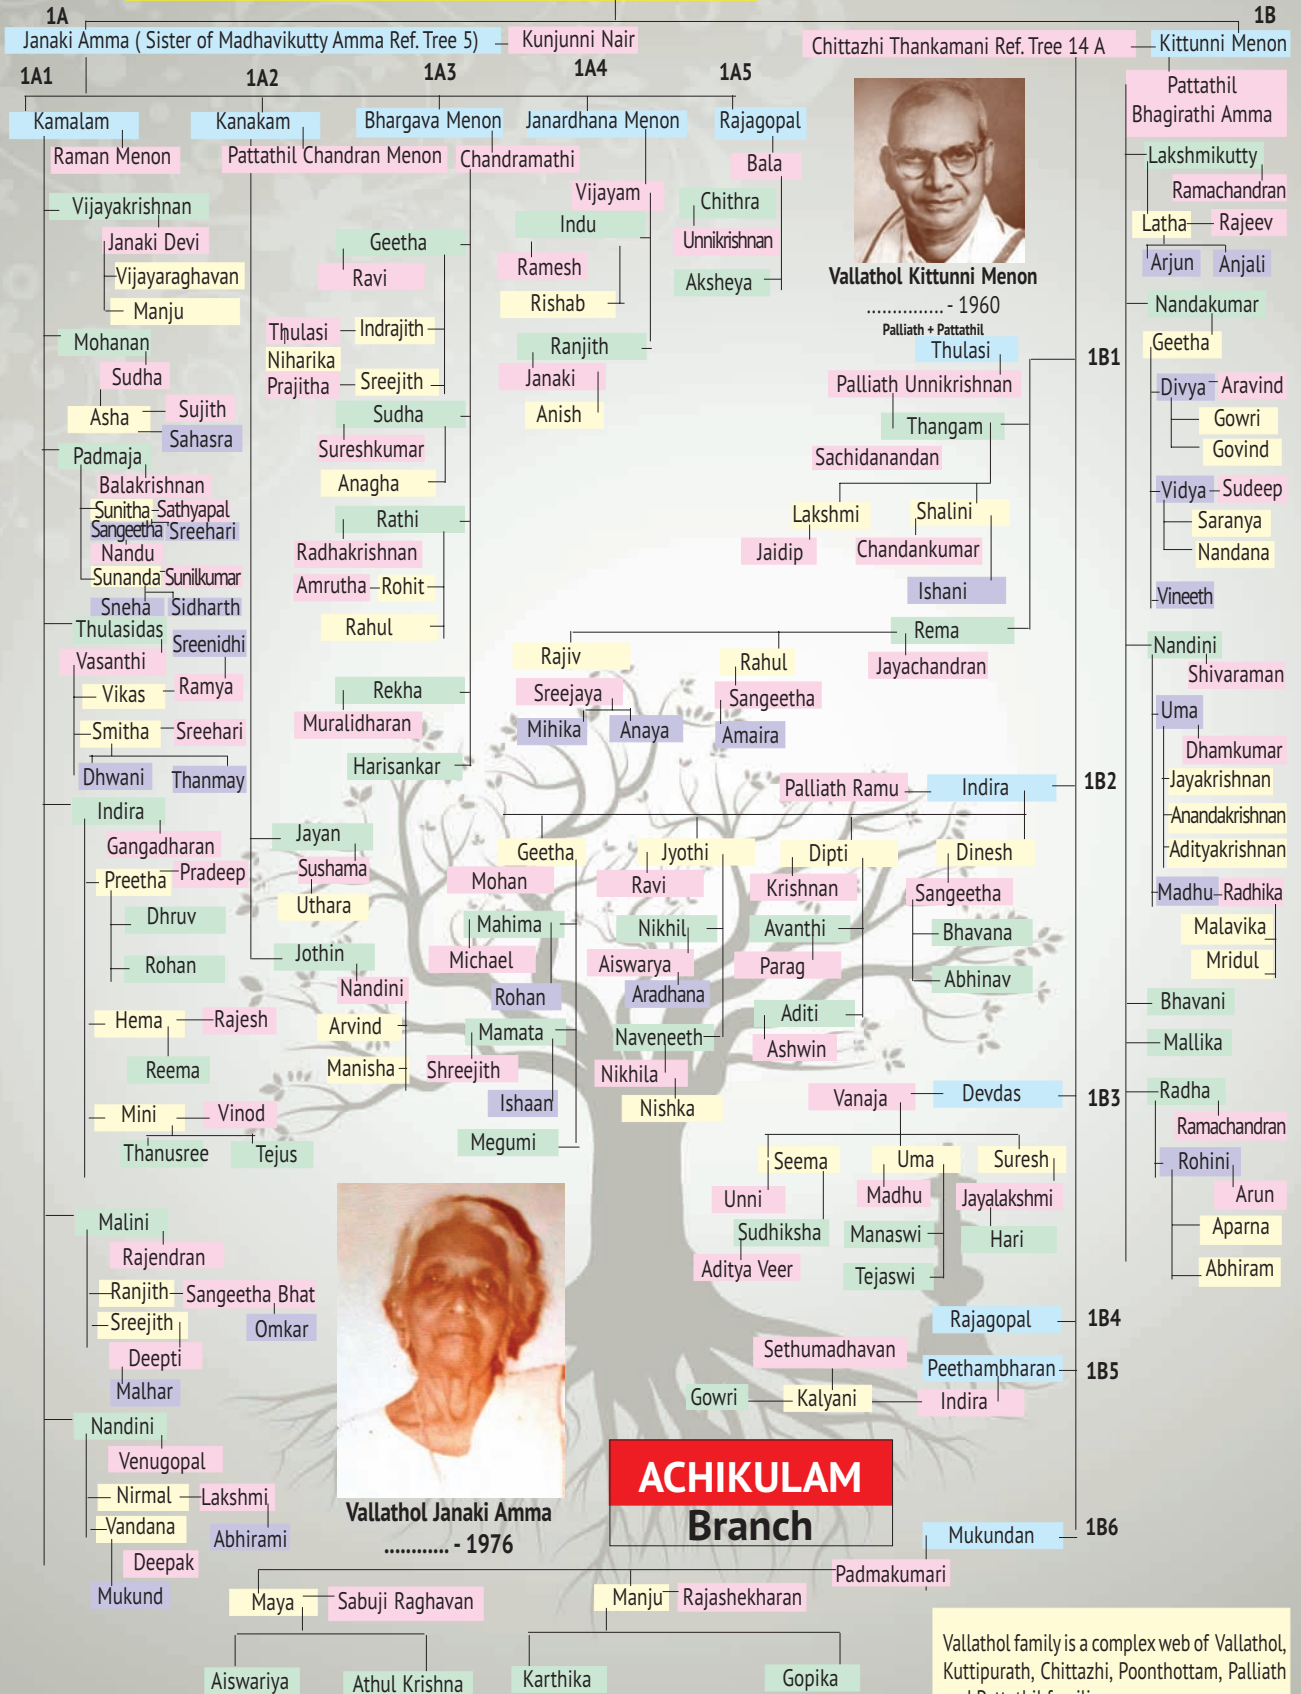 1A
1B
Janaki Amma ( Sister of Madhavikutty Amma Ref. Tree 5)
Kunjunni Nair
Chittazhi Thankamani Ref. Tree 14 A
Kittunni Menon
1A1
1A2
1A3
1A4
1A5
Kamalam
Raman Menon
Kanakam
Pattathil Chandran Menon
Bhargava Menon
Chandramathi
Janardhana Menon
Vijayam
Rajagopal
Bala
Vijayakrishnan
Janaki Devi
Vijayaraghavan
Manju
Mohanan
Sudha
Asha
Sujith
Sahasra
Padmaja
Balakrishnan
Sunitha
Sathyapal
Sangeetha
Sreehari
Nandu
Sunanda
Sunilkumar
Sneha
Sidharth
Thulasidas
Sreenidhi
Vasanthi
Vikas
Ramya
Smitha
Sreehari
Dhwani
Thanmay
Indira
Gangadharan
Preetha
Pradeep
Dhruv
Rohan
Hema
Rajesh
Reema
Mini
Vinod
Thanusree
Tejus
Malini
Rajendran
Ranjith
Sangeetha Bhat
Omkar
Sreejith
Deepti
Malhar
Nandini
Venugopal
Nirmal
Lakshmi
Abhirami
Vandana
Deepak
Mukund
Jayan
Sushama
Uthara
Jothin
Nandini
Arvind
Manisha
Geetha
Ravi
Thulasi
Indrajith
Niharika
Prajitha
Sreejith
Sudha
Sureshkumar
Anagha
Rathi
Radhakrishnan
Amrutha
Rohit
Rahul
Rekha
Muralidharan
Harisankar
Indu
Ramesh
Rishab
Ranjith
Janaki
Anish
Chithra
Unnikrishnan
Aksheya
Vallathol Kittunni Menon
............... - 1960
Palliath + Pattathil
Thulasi
1B1
Palliath Unnikrishnan
Thangam
Sachidanandan
Lakshmi
Jaidip
Shalini
Chandankumar
Ishani
Rema
Jayachandran
Rajiv
Sreejaya
Mihika
Anaya
Rahul
Sangeetha
Amaira
Palliath Ramu
Indira
1B2
Geetha
Mohan
Mahima
Michael
Rohan
Mamata
Shreejith
Ishaan
Megumi
Jyothi
Ravi
Nikhil
Aiswarya
Aradhana
Naveneeth
Nikhila
Nishka
Dipti
Krishnan
Avanthi
Parag
Aditi
Ashwin
Dinesh
Sangeetha
Bhavana
Abhinav
Vanaja
Devdas
1B3
Seema
Unni
Sudhiksha
Aditya Veer
Uma
Madhu
Manaswi
Tejaswi
Suresh
Jayalakshmi
Hari
Rajagopal
1B4
Sethumadhavan
Peethambharan
1B5
Gowri
Kalyani
Indira
Mukundan
1B6
Padmakumari
Maya
Sabuji Raghavan
Manju
Rajashekharan
Aiswariya
Athul Krishna
Karthika
Gopika
Pattathil
Bhagirathi Amma
Lakshmikutty
Ramachandran
Latha
Rajeev
Arjun
Anjali
Nandakumar
Geetha
Divya
Aravind
Gowri
Govind
Vidya
Sudeep
Saranya
Nandana
Vineeth
Nandini
Shivaraman
Uma
Dhamkumar
Jayakrishnan
Anandakrishnan
Adityakrishnan
Madhu
Radhika
Malavika
Mridul
Bhavani
Mallika
Radha
Ramachandran
Rohini
Arun
Aparna
Abhiram
Vallathol Janaki Amma
............ - 1976
ACHIKULAM
Branch
Vallathol family is a complex web of Vallathol,
Kuttipurath, Chittazhi, Poonthottam, Palliath